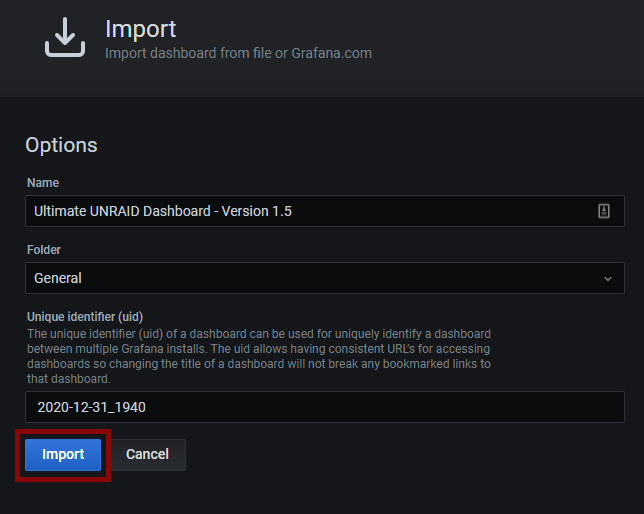 Import
Import dashboard from file or Grafana.com
Options
Name
Ultimate UNRAID Dashboard - Version 1.5
Folder
General
Unique identifier (uid)
The unique identifier (uid) of a dashboard can be used for uniquely identify a dashboard
between multiple Grafana installs. The uid allows having consistent URL's for accessing
dashboards so changing the title of a dashboard will not break any bookmarked links to
that dashboard.
2020-12-31_1940
Import Cancel